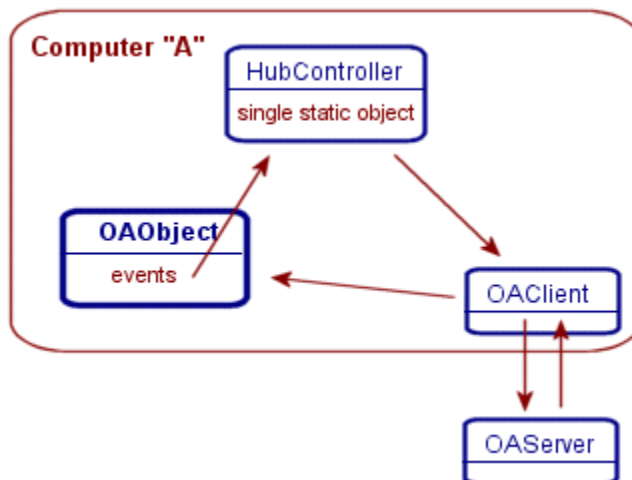 Computer "A"
HubController
single static object
OAObject
events
OAClient
OAServer